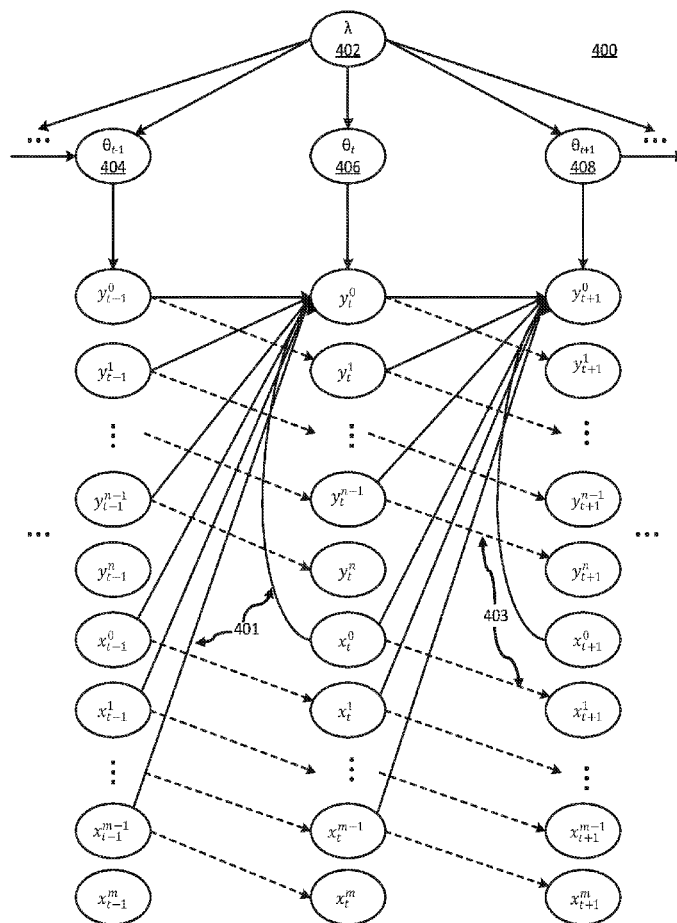 λ
402
400
... ...
θₜ₋₁ θₜ θₜ₊₁
404 406 408
y⁰ₜ₋₁ y⁰ₜ y⁰ₜ₊₁
y¹ₜ₋₁ y¹ₜ y¹ₜ₊₁
⋮ ⋮ ⋮
yⁿ⁻¹ₜ₋₁ yⁿ⁻¹ₜ yⁿ⁻¹ₜ₊₁
... ...
yⁿₜ₋₁ yⁿₜ yⁿₜ₊₁
401 403
x⁰ₜ₋₁ x⁰ₜ x⁰ₜ₊₁
x¹ₜ₋₁ x¹ₜ x¹ₜ₊₁
⋮ ⋮ ⋮
xᵐ⁻¹ₜ₋₁ xᵐ⁻¹ₜ xᵐ⁻¹ₜ₊₁
xᵐₜ₋₁ xᵐₜ xᵐₜ₊₁